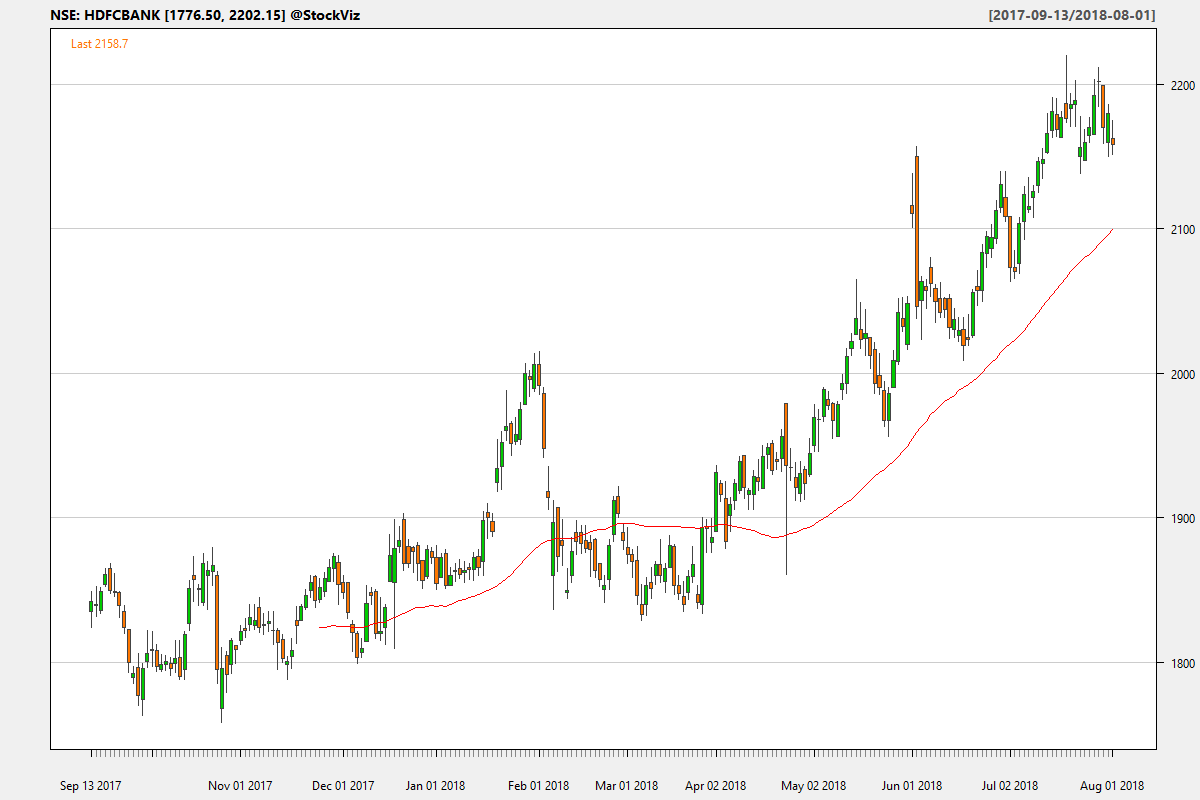 NSE: HDFCBANK [1776.50, 2202.15] @StockViz [2017-09-13/2018-08-01]
Last 2158.7
2200
2100
2000
1900
1800
Sep 13 2017 Nov 01 2017 Dec 01 2017 Jan 01 2018 Feb 01 2018 Mar 01 2018 Apr 02 2018 May 02 2018 Jun 01 2018 Jul 02 2018 Aug 01 2018